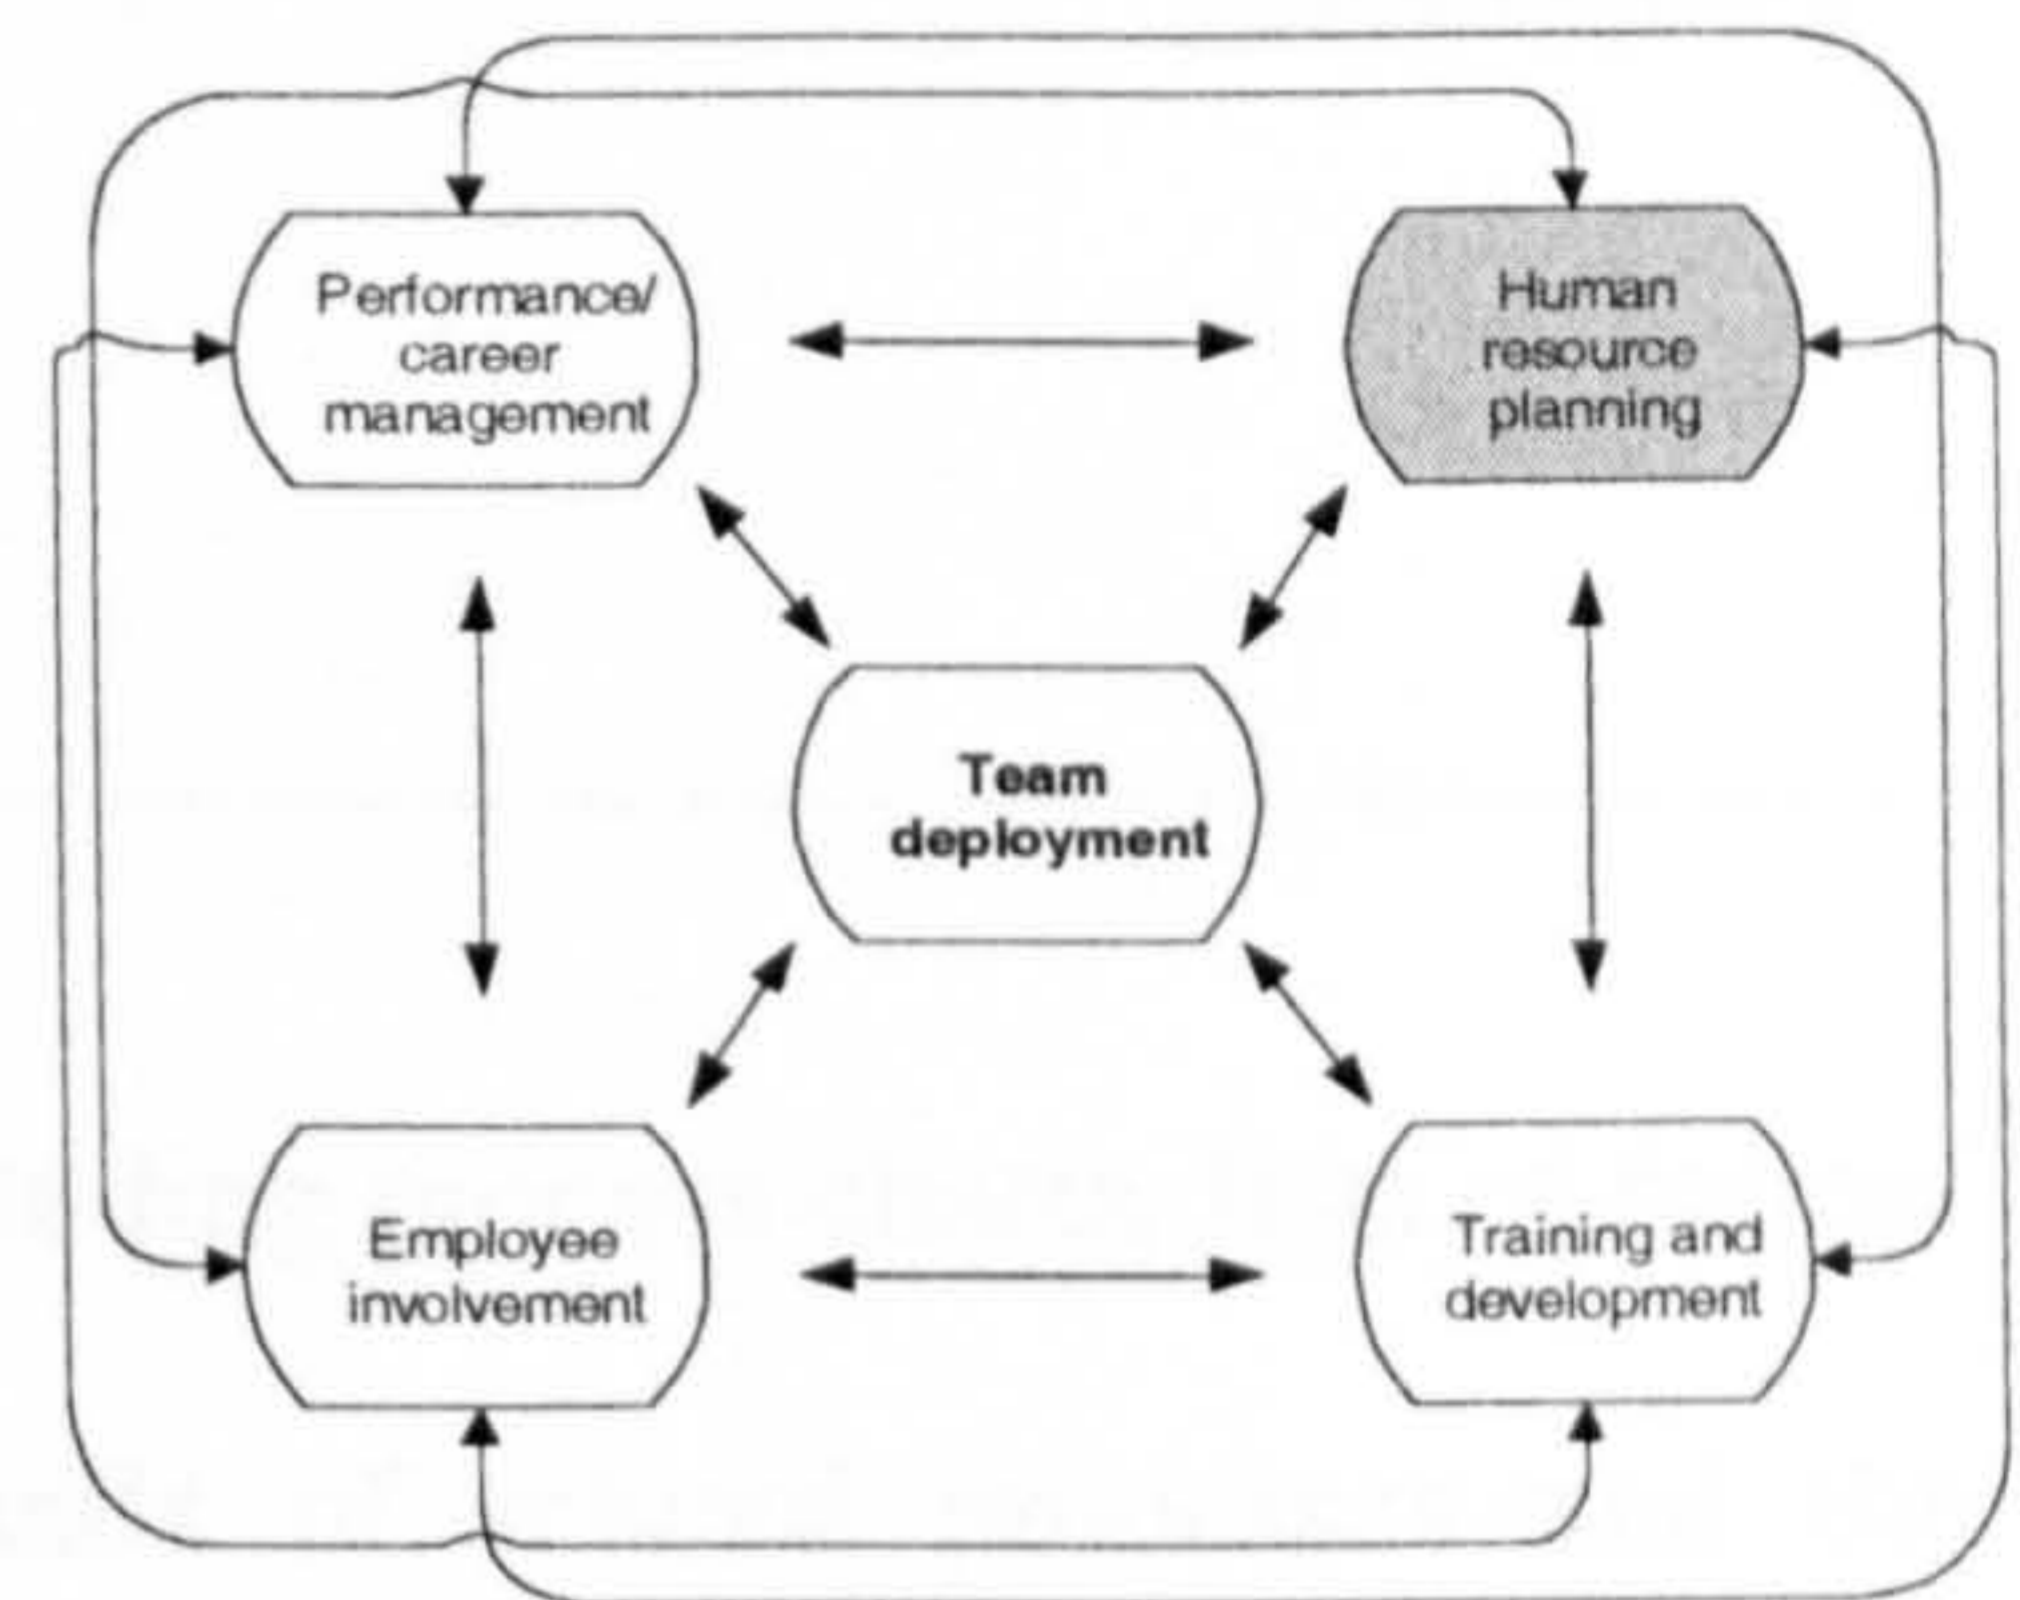 Performance/
career
management
Human
resource
planning
Team
deployment
Employee
involvement
Training and
development